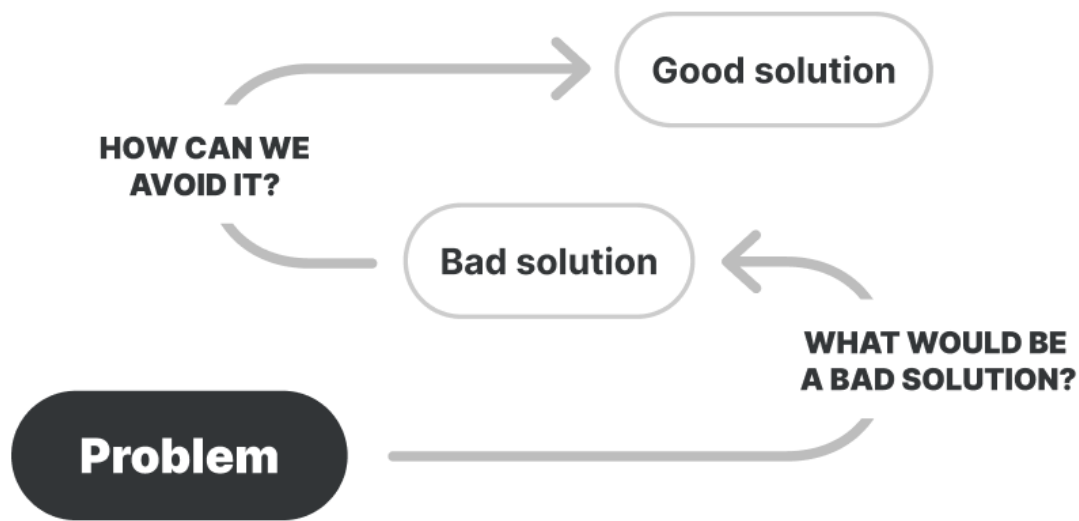 Good solution
HOW CAN WE
AVOID IT?
Bad solution
WHAT WOULD BE
A BAD SOLUTION?
Problem